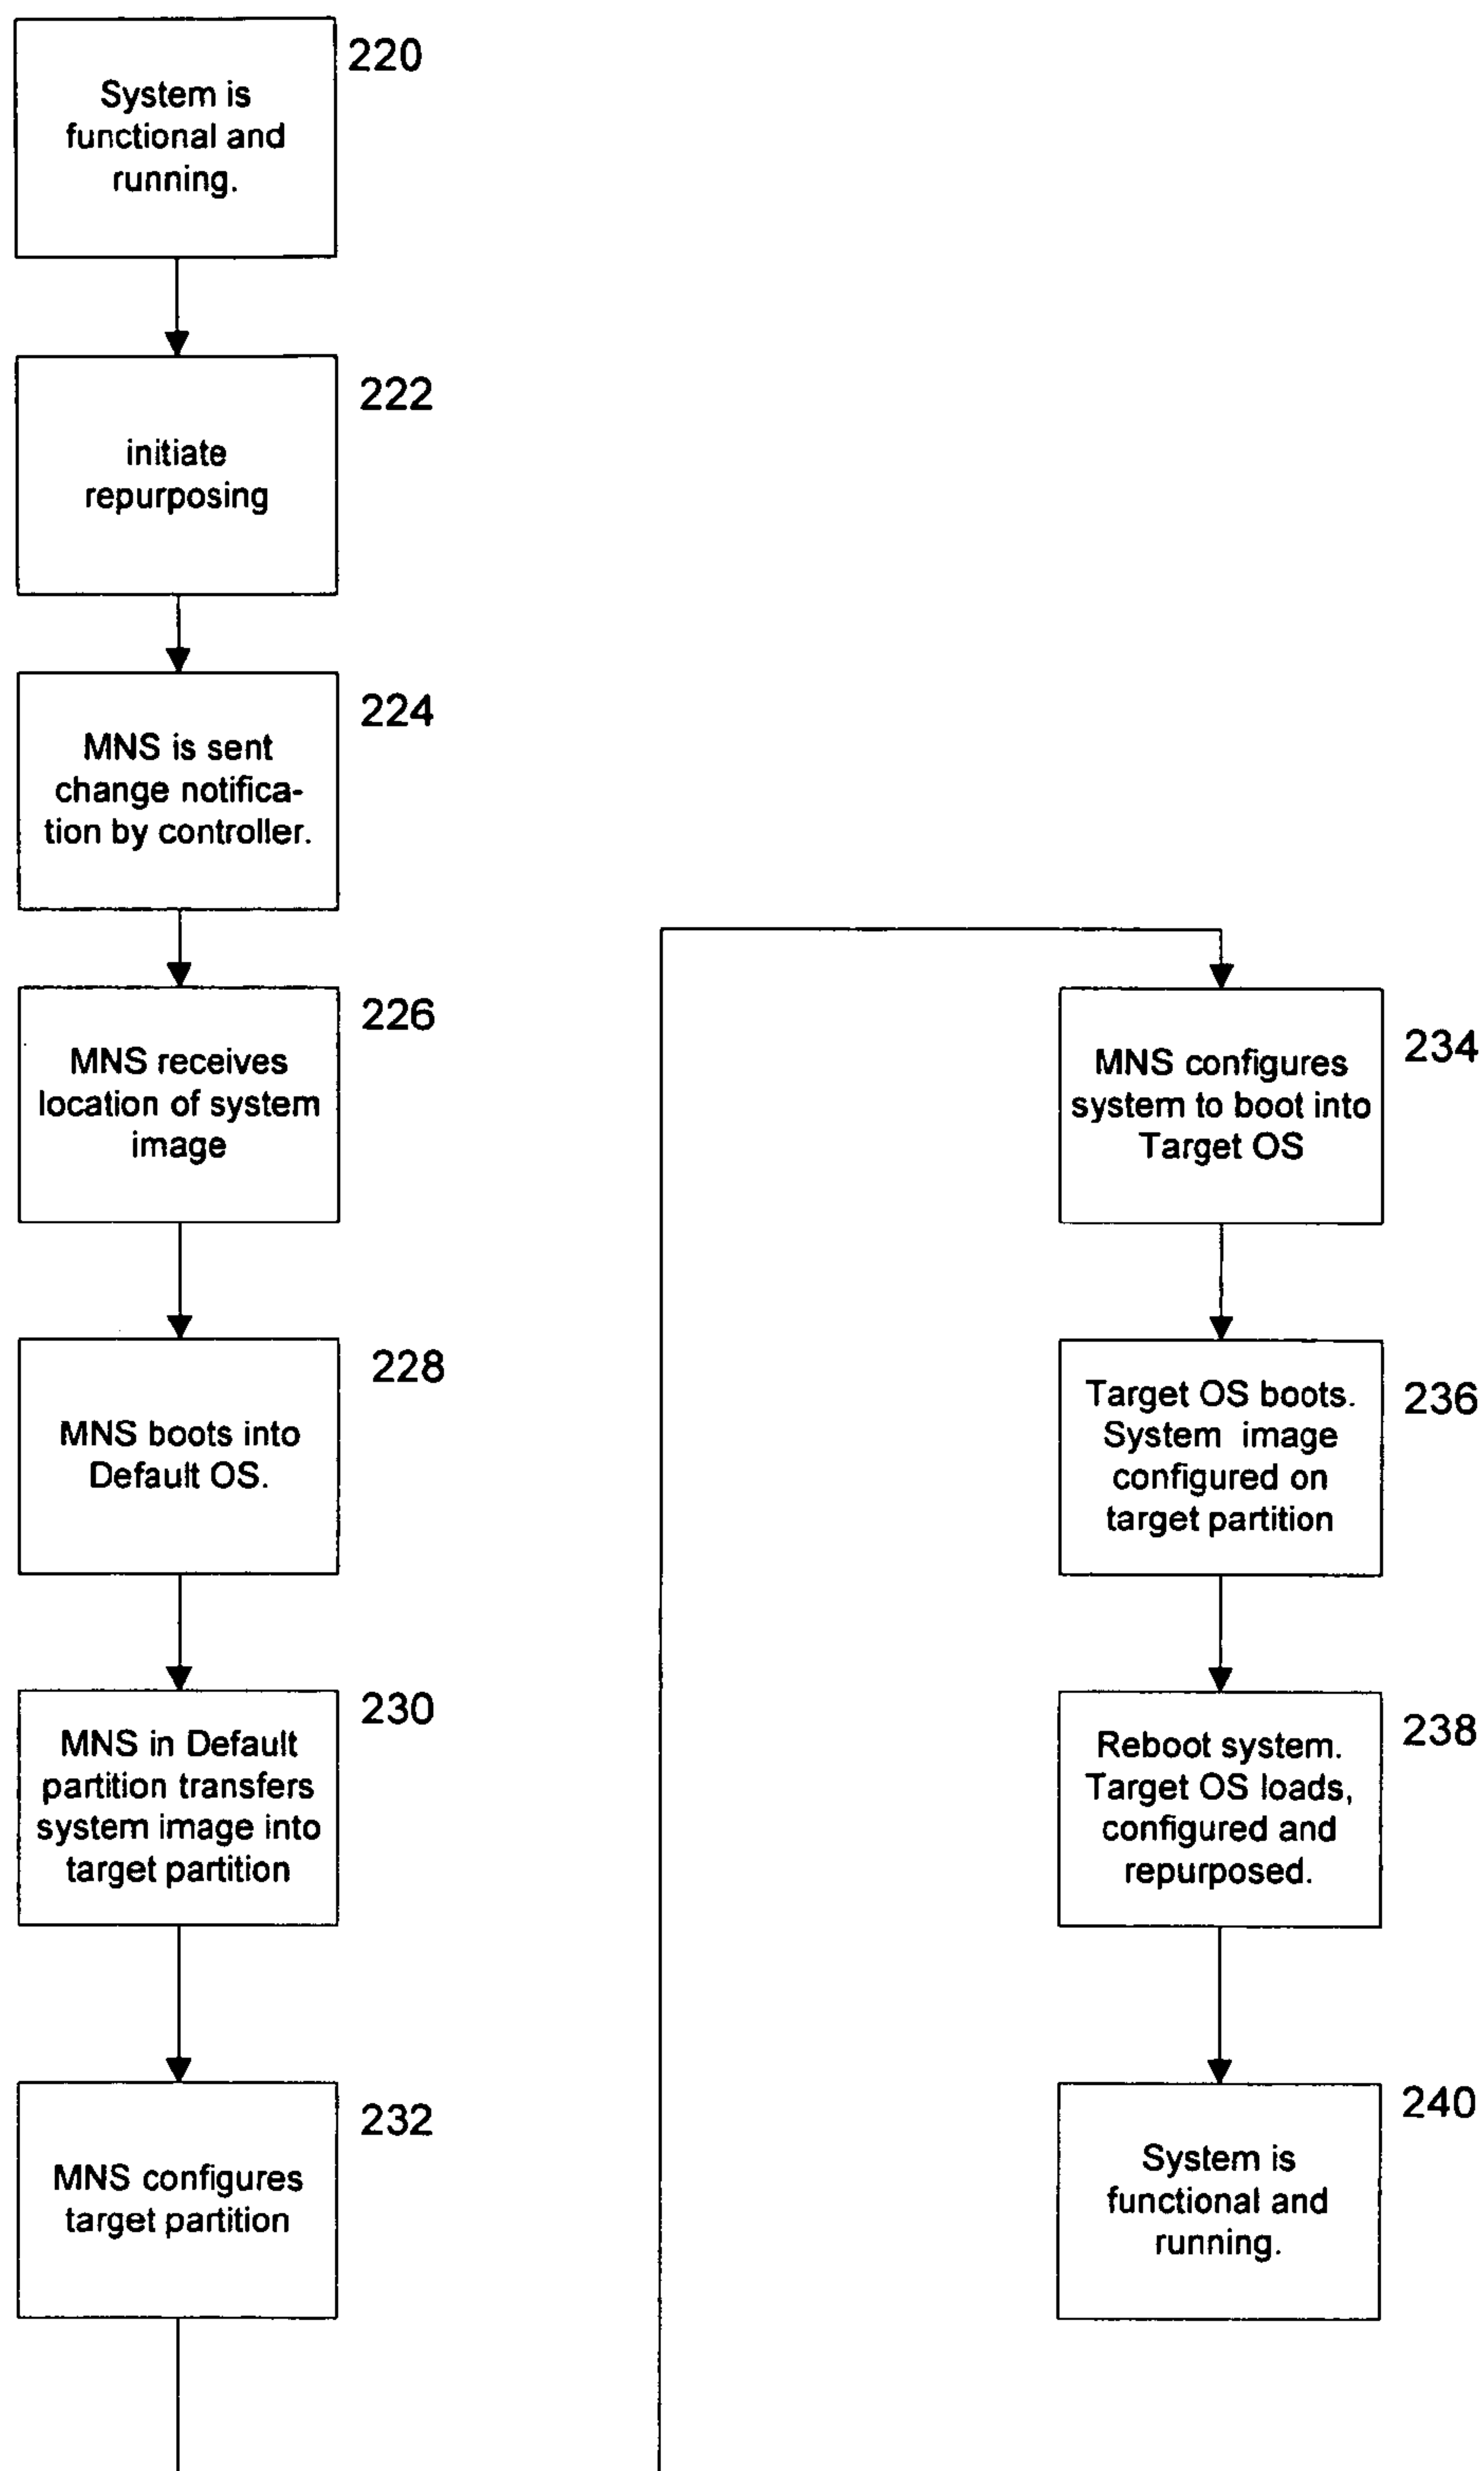 220
System is
functional and
running.
222
initiate
repurposing
224
MNS is sent
change notifica-
tion by controller.
226
MNS receives
location of system
image
228
MNS boots into
Default OS.
230
MNS in Default
partition transfers
system image into
target partition
232
MNS configures
target partition
234
MNS configures
system to boot into
Target OS
236
Target OS boots.
System image
configured on
target partition
238
Reboot system.
Target OS loads,
configured and
repurposed.
240
System is
functional and
running.